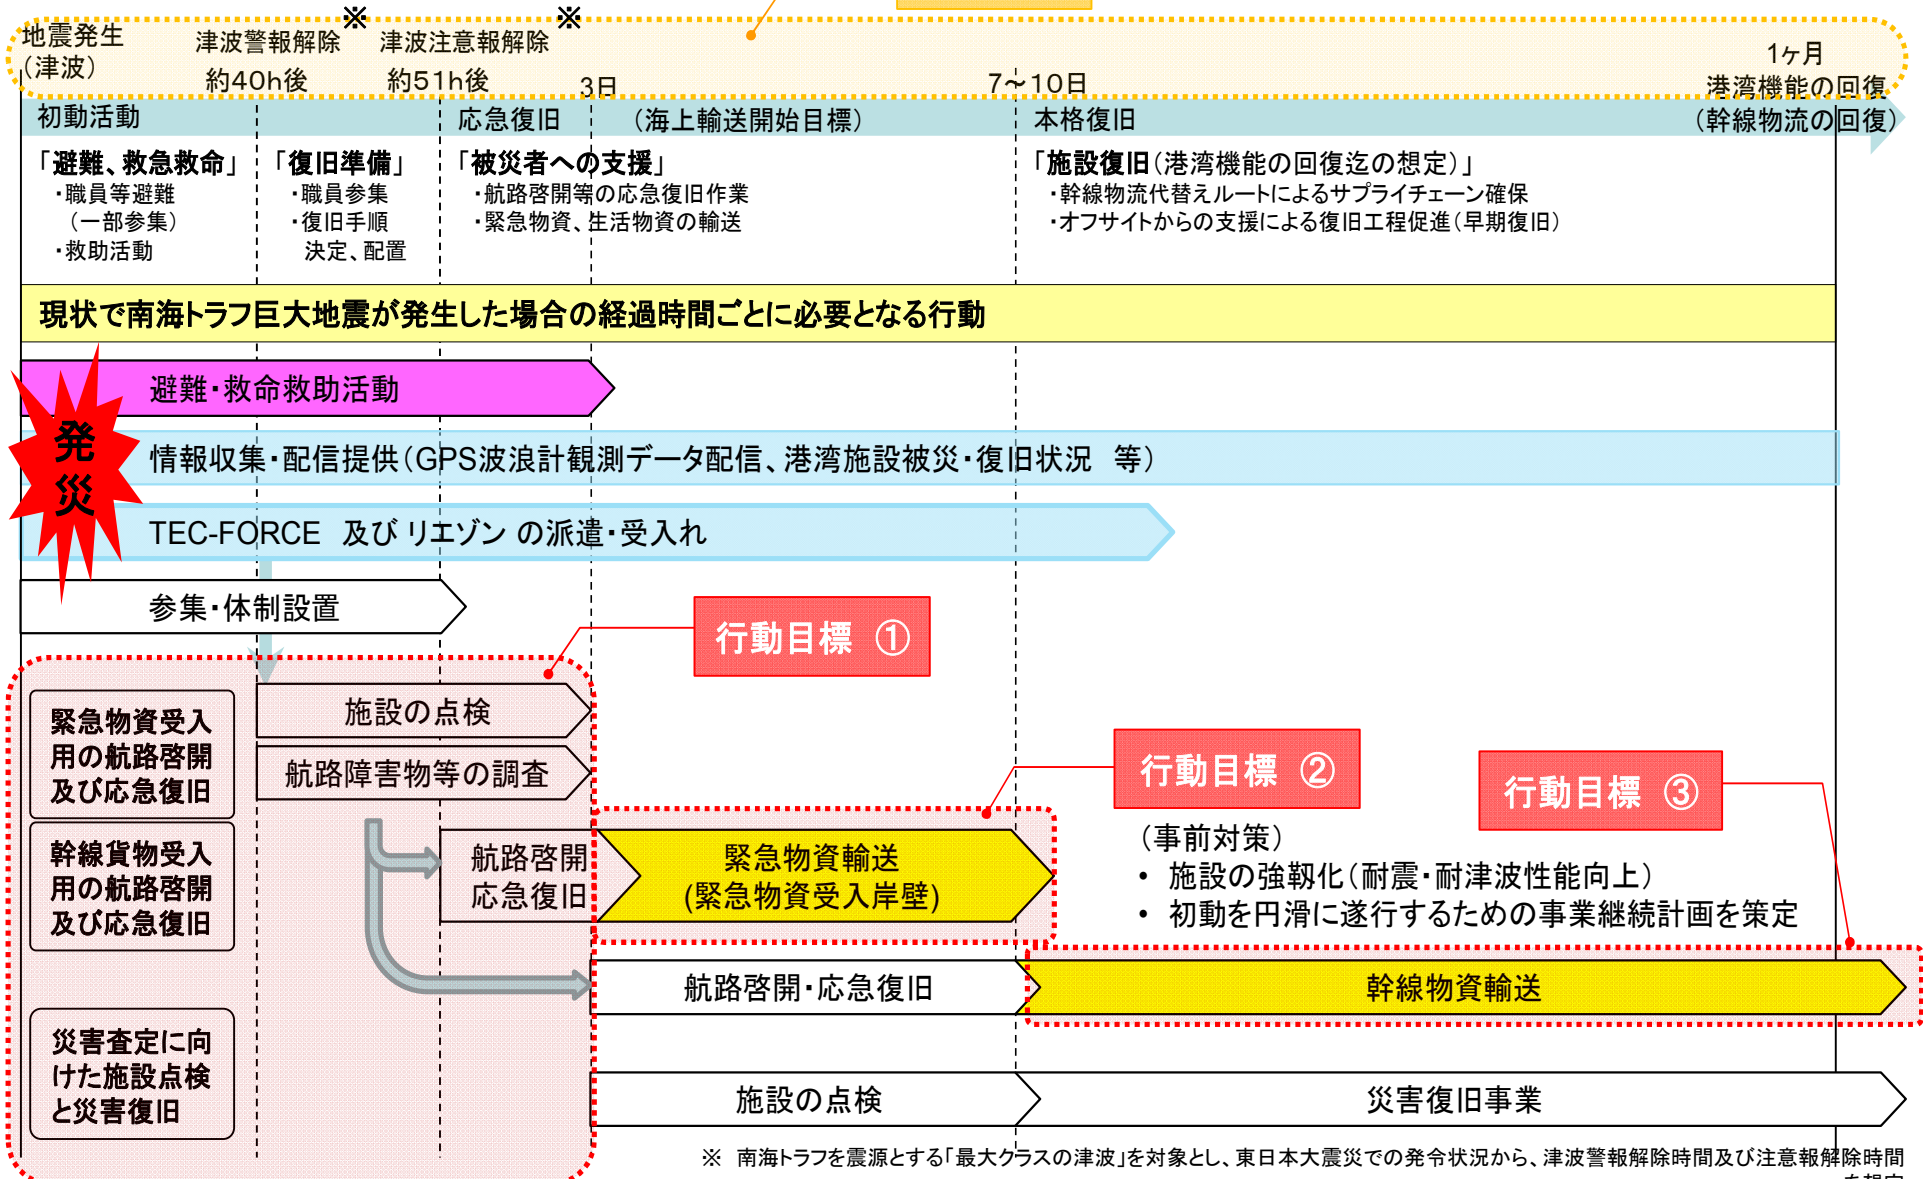 地震発生
（津波）
津波警報解除※
約40h後
津波注意報解除※
約51h後
3日
7～10日
1ヶ月
港湾機能の回復
（幹線物流の回復）
初動活動
応急復旧
（海上輸送開始目標）
本格復旧
「避難、救急救命」
・職員等避難
（一部参集）
・救助活動
「復旧準備」
・職員参集
・復旧手順
決定、配置
「被災者への支援」
・航路啓開等の応急復旧作業
・緊急物資、生活物資の輸送
「施設復旧（港湾機能の回復迄の想定）」
・幹線物流代替えルートによるサプライチェーン確保
・オフサイトからの支援による復旧工程促進（早期復旧）
現状で南海トラフ巨大地震が発生した場合の経過時間ごとに必要となる行動
発
災
避難・救命救助活動
情報収集・配信提供（GPS波浪計観測データ配信、港湾施設被災・復旧状況　等）
TEC-FORCE　及び リエゾン の派遣・受入れ
参集・体制設置
行動目標　①
緊急物資受入
用の航路啓開
及び応急復旧
施設の点検
航路障害物等の調査
行動目標　②
行動目標　③
幹線貨物受入
用の航路啓開
及び応急復旧
航路啓開
応急復旧
緊急物資輸送
(緊急物資受入岸壁)
（事前対策）
• 施設の強靱化（耐震・耐津波性能向上）
• 初動を円滑に遂行するための事業継続計画を策定
航路啓開・応急復旧
幹線物資輸送
災害査定に向
けた施設点検
と災害復旧
施設の点検
災害復旧事業
※　南海トラフを震源とする「最大クラスの津波」を対象とし、東日本大震災での発令状況から、津波警報解除時間及び注意報解除時間